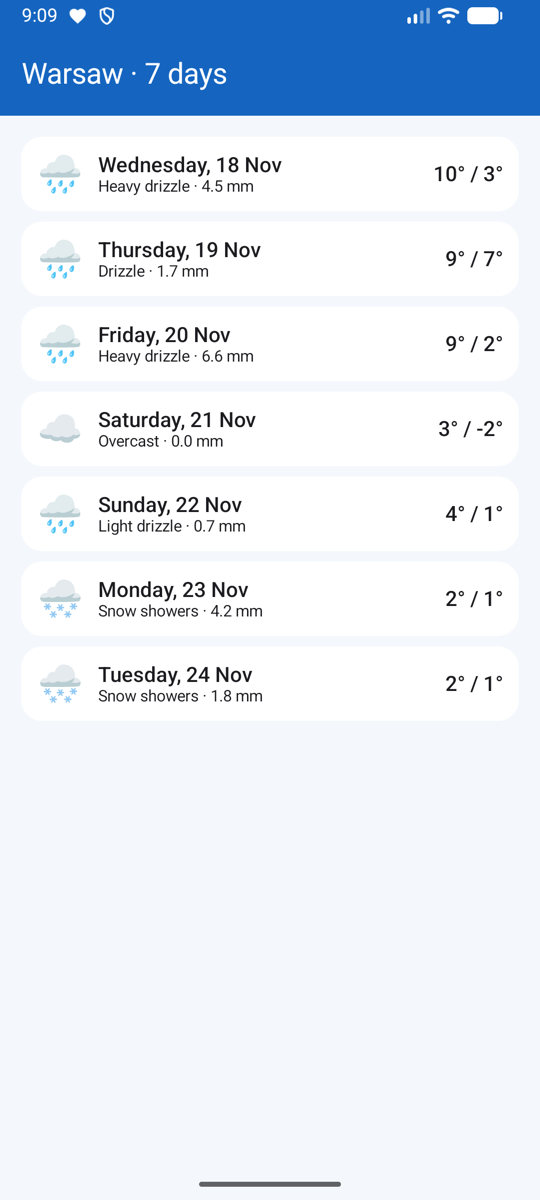 9:09
Warsaw · 7 days
Wednesday, 18 Nov
Heavy drizzle · 4.5 mm
10° / 3°
Thursday, 19 Nov
Drizzle · 1.7 mm
9° / 7°
Friday, 20 Nov
Heavy drizzle · 6.6 mm
9° / 2°
Saturday, 21 Nov
Overcast · 0.0 mm
3° / -2°
Sunday, 22 Nov
Light drizzle · 0.7 mm
4° / 1°
Monday, 23 Nov
Snow showers · 4.2 mm
2° / 1°
Tuesday, 24 Nov
Snow showers · 1.8 mm
2° / 1°